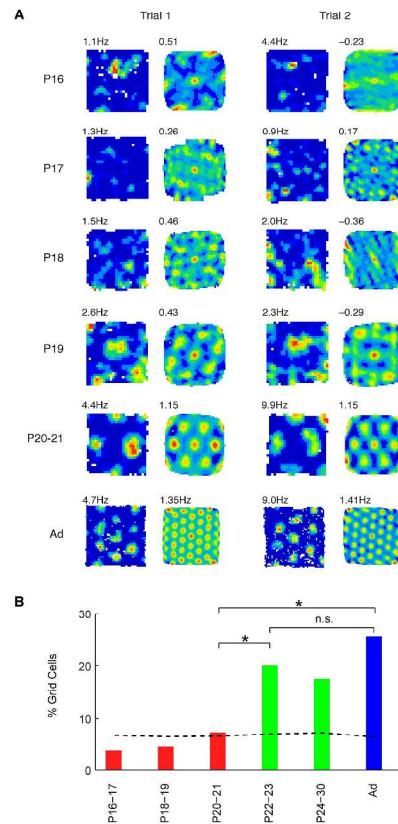 A
Trial 1 Trial 2
1.1Hz 0.51 4.4Hz −0.23
P16
1.3Hz 0.26 0.9Hz 0.17
P17
1.5Hz 0.46 2.0Hz −0.36
P18
2.6Hz 0.43 2.3Hz −0.29
P19
4.4Hz 1.15 9.9Hz 1.15
P20-21
4.7Hz 1.35Hz 9.0Hz 1.41Hz
Ad
B
% Grid Cells
30
20
10
0
*
n.s.
*
P16−17 P18−19 P20−21 P22−23 P24−30 Ad